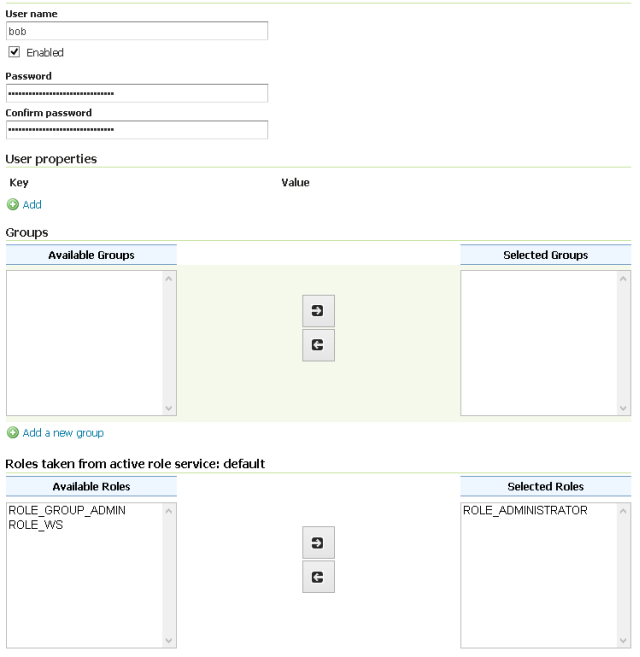 User name
bob
Enabled
Password
Confirm password
User properties
Key Value
Add
Groups
Available Groups Selected Groups
Add a new group
Roles taken from active role service: default
Available Roles Selected Roles
ROLE_GROUP_ADMIN ROLE_ADMINISTRATOR
ROLE_WS